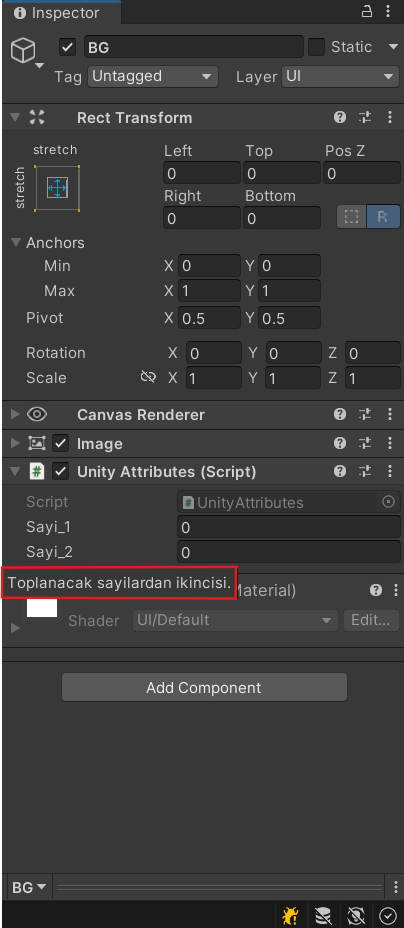 Inspector
BG
Static
Tag Untagged Layer UI
Rect Transform
stretch
stretch
Left Top Pos Z
0 0 0
Right Bottom
0 0 R
Anchors
Min X 0 Y 0
Max X 1 Y 1
Pivot X 0.5 Y 0.5
Rotation X 0 Y 0 Z 0
Scale X 1 Y 1 Z 1
Canvas Renderer
Image
Unity Attributes (Script)
Script # UnityAttributes
Sayi_1 0
Sayi_2 0
Toplanacak sayilardan ikincisi. Material)
Shader UI/Default Edit...
Add Component
BG